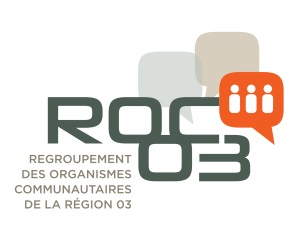 ROC
03
REGROUPEMENT
DES ORGANISMES
COMMUNAUTAIRES
DE LA RÉGION 03